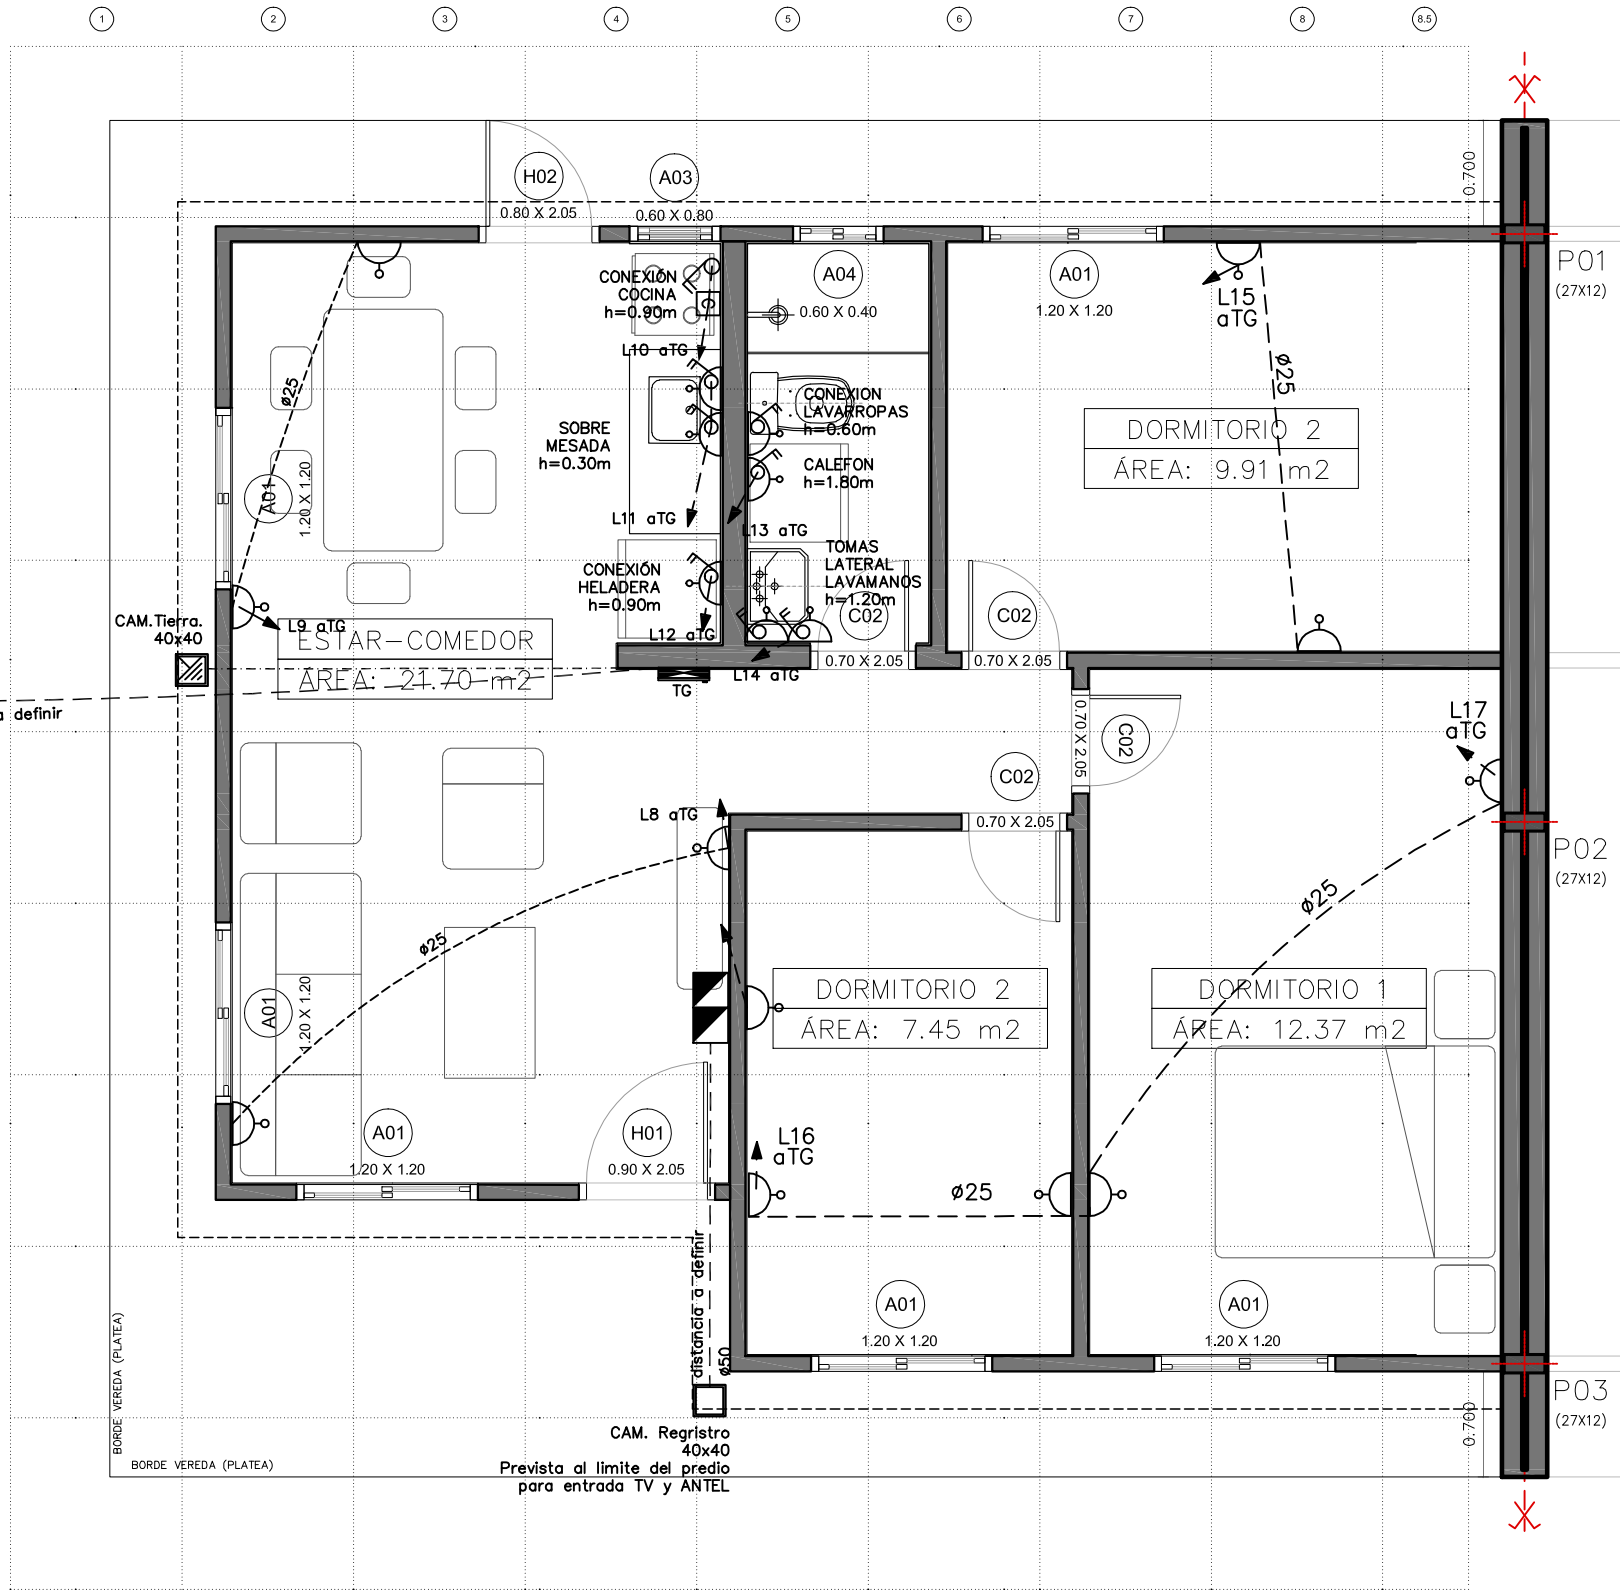 1 2 3 4 5 6 7 8 8.5
H02
0.80 X 2.05
A03
0.60 X 0.80
0.700
CONEXIÓN
COCINA
h=0.90m
C
A04
0.60 X 0.40
A01
1.20 X 1.20
L15
aTG
P01
(27X12)
L10 aTG
ø25
ø25
CONEXION
LAVARROPAS
h=0.60m
SOBRE
MESADA
h=0.30m
CALEFON
h=1.80m
DORMITORIO 2
ÁREA: 9.91 m2
A01
1.20 X 1.20
L11 aTG
L13 aTG
CONEXIÓN
HELADERA
h=0.90m
TOMAS
LATERAL
LAVAMANOS
h=1.20m
C02
0.70 X 2.05
C02
0.70 X 2.05
CAM.Tierra.
40x40
L9 aTG
L12 aTG
ESTAR-COMEDOR
ÁREA: 21.70 m2
TG
L14 aTG
a definir
0.70 X 2.05
C02
L17
aTG
C02
0.70 X 2.05
L8 aTG
P02
(27X12)
ø25
ø25
A01
1.20 X 1.20
DORMITORIO 2
ÁREA: 7.45 m2
DORMITORIO 1
ÁREA: 12.37 m2
A01
1.20 X 1.20
H01
0.90 X 2.05
L16
aTG
ø25
distancia a definir
ø50
A01
1.20 X 1.20
A01
1.20 X 1.20
P03
(27X12)
0.700
BORDE VEREDA (PLATEA)
BORDE VEREDA (PLATEA)
CAM. Regristro
40x40
Prevista al limite del predio
para entrada TV y ANTEL